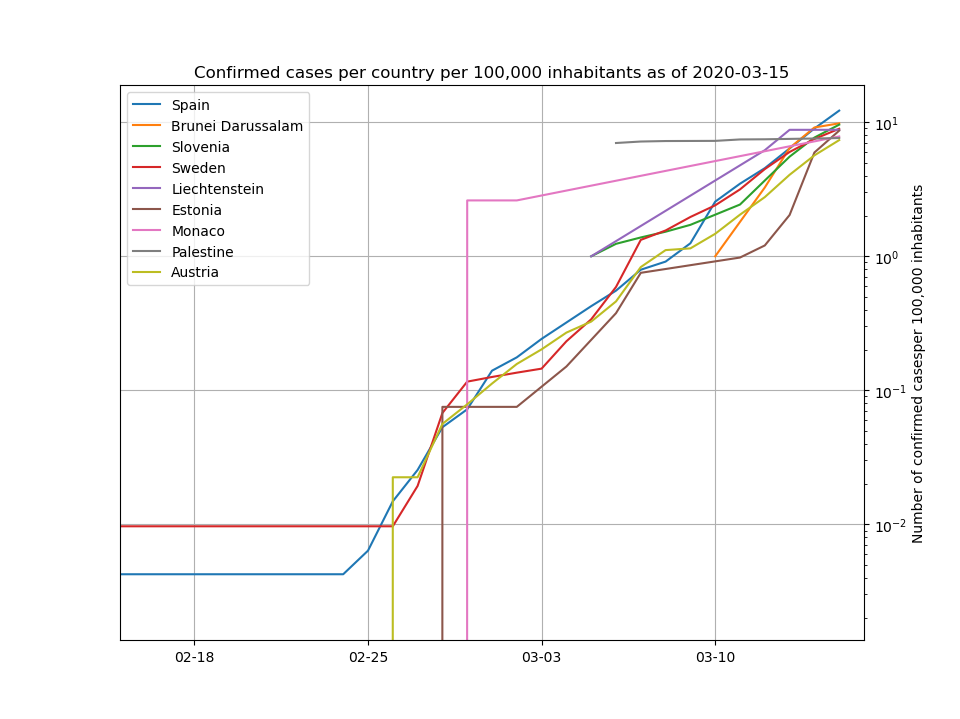 Confirmed cases per country per 100,000 inhabitants as of 2020-03-15
Spain
Brunei Darussalam
Slovenia
Sweden
Liechtenstein
Estonia
Monaco
Palestine
Austria
10¹
10⁰
10⁻¹
10⁻²
Number of confirmed casesper 100,000 inhabitants
02-18
02-25
03-03
03-10